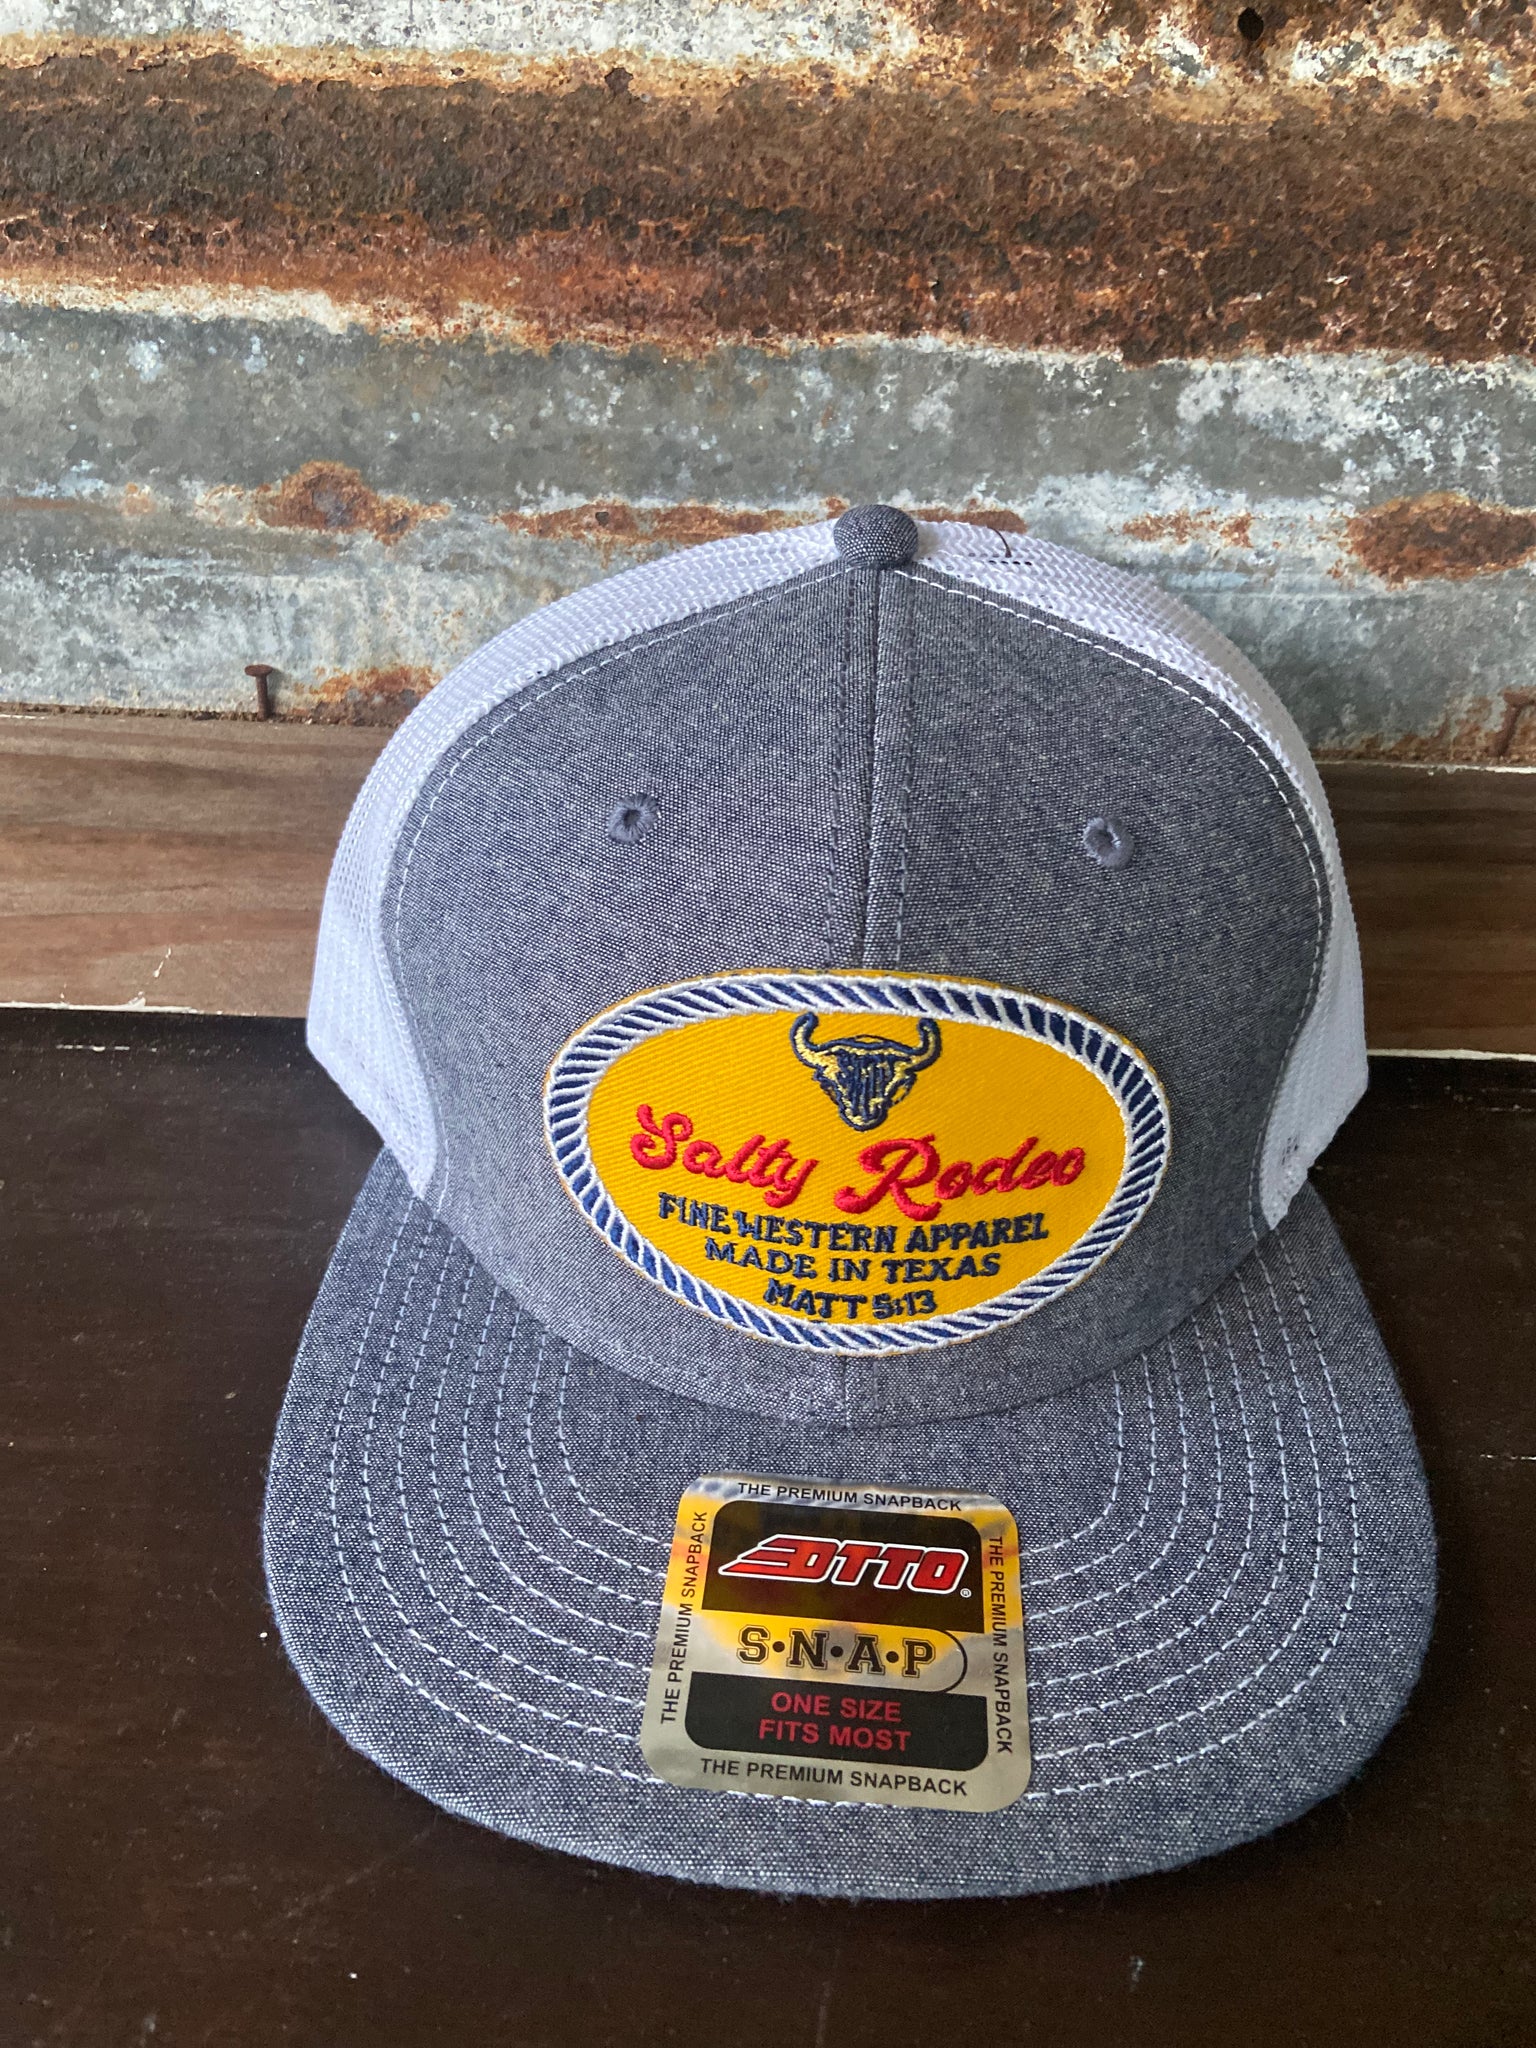 Salty Rodeo
FINE WESTERN APPAREL
MADE IN TEXAS
MATT 5:13
THE PREMIUM SNAPBACK
THE PREMIUM SNAPBACK
THE PREMIUM SNAPBACK
OTTO®
S•N•A•P
ONE SIZE
FITS MOST
THE PREMIUM SNAPBACK